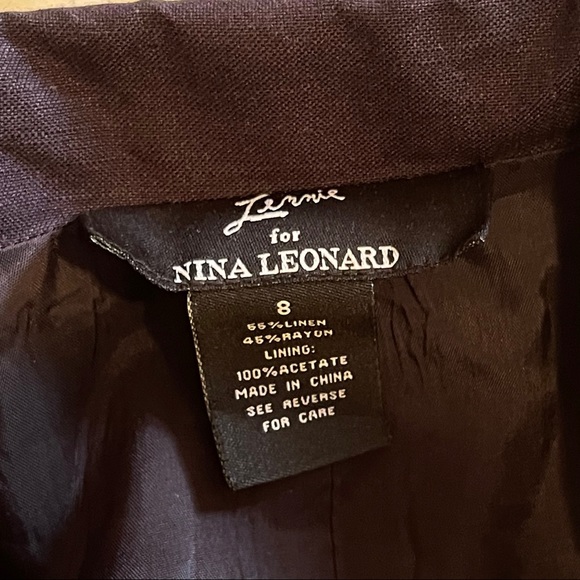 Lennie
for
NINA LEONARD
8
55%LINEN
45%RAYON
LINING:
100%ACETATE
MADE IN CHINA
SEE REVERSE
FOR CARE